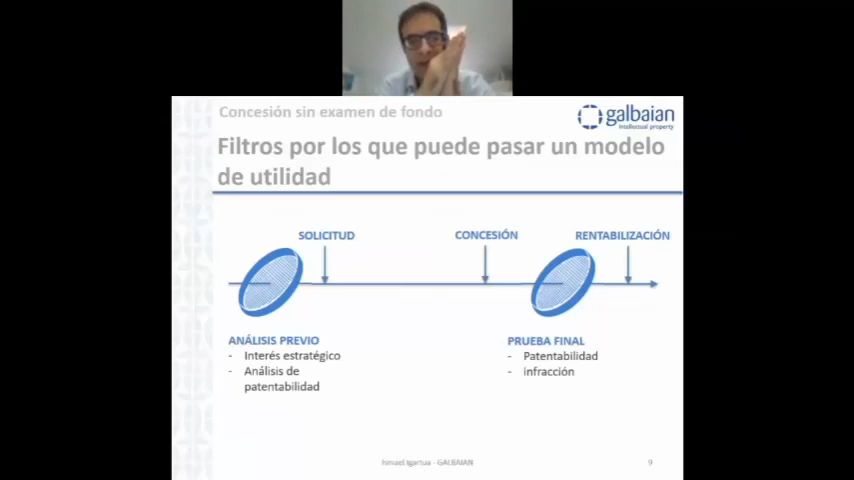 Concesión sin examen de fondo
galbaian
intellectual property
Filtros por los que puede pasar un modelo
de utilidad
SOLICITUD
CONCESIÓN
RENTABILIZACIÓN
ANÁLISIS PREVIO
- Interés estratégico
- Análisis de
patentabilidad
PRUEBA FINAL
- Patentabilidad
- infracción
Ismael Igartua - GALBAIAN
9